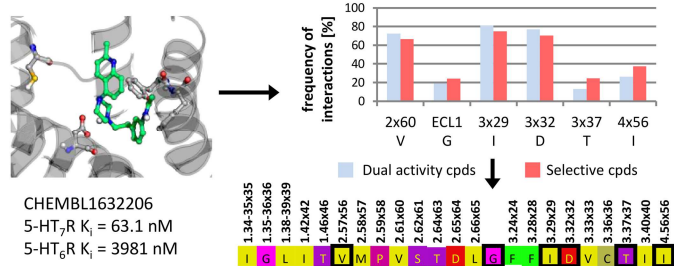 frequency of
interactions [%]
100
80
60
40
20
0
2x60 ECL1 3x29 3x32 3x37 4x56
V G I D T I
Dual activity cpds Selective cpds
CHEMBL1632206
5-HT7R Ki = 63.1 nM
5-HT6R Ki = 3981 nM
1.34-35x35 1.35-36x36 1.38-39x39 1.42x42 1.46x46 2.57x56 2.58x57 2.59x58 2.61x60 2.62x61 2.64x63 2.65x64 2.66x65 3.24x24 3.28x28 3.29x29 3.32x32 3.33x33 3.36x36 3.37x37 3.40x40 4.56x56
I G L I T V M P V S T D L G F F I D V C T I I